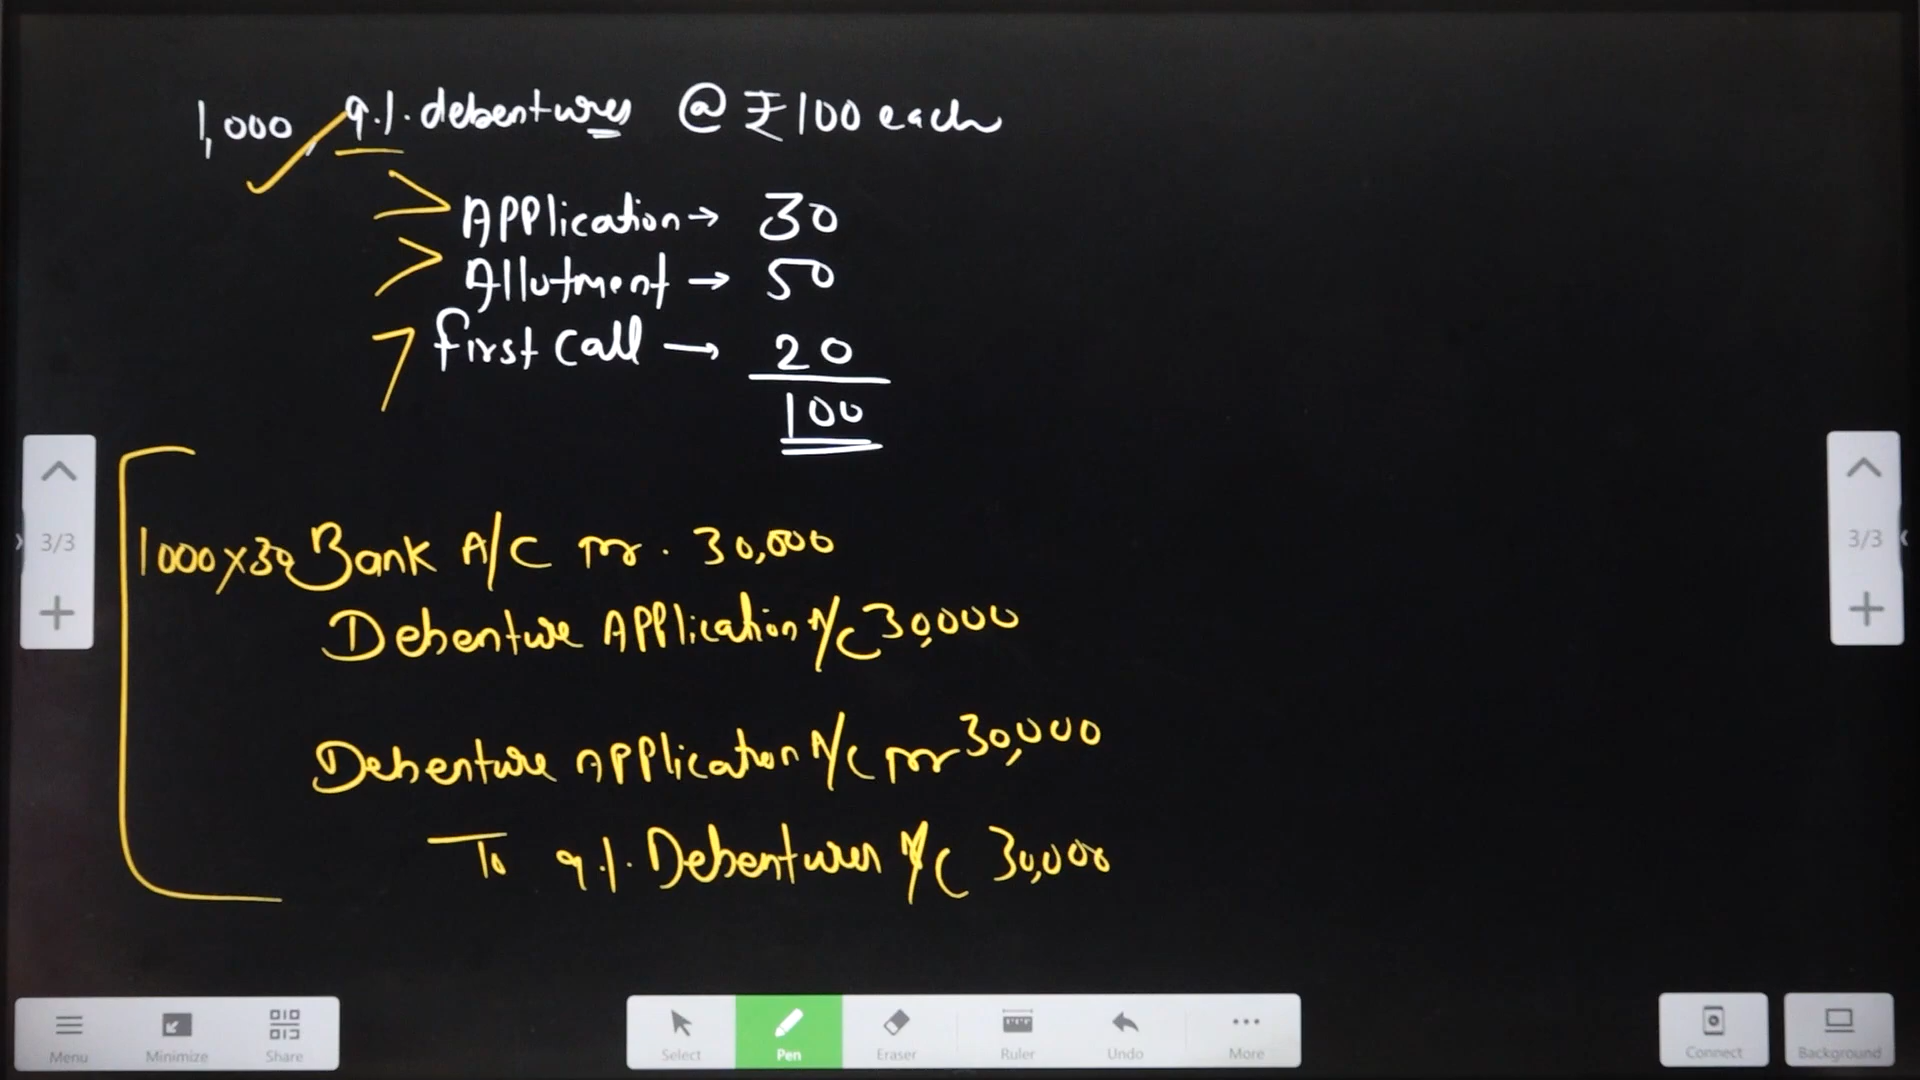 1,000, 9%. debentures @ ₹100 each
Application → 30
Allutment → 50
first call → 20
100
1000x30 Bank A/C Dr. 30,000
Debenture Application A/C 30,000
Debenture Application A/C Dr 30,000
To 9%. Debentures A/C 30,000
3/3
3/3
Menu
Minimize
Share
Select
Pen
Eraser
Ruler
Undo
More
Connect
Background